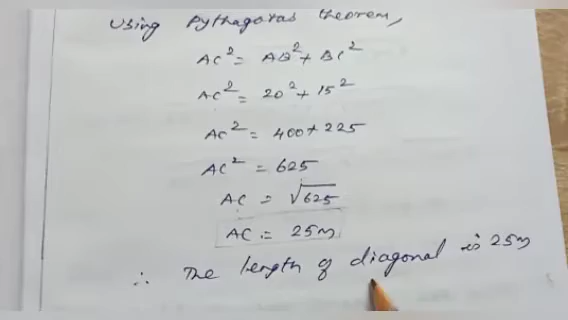 Using Pythagoras theorem,
AC² = AB² + BC²
AC² = 20² + 15²
AC² = 400 + 225
AC² = 625
AC = √625
AC = 25m
∴ The length of diagonal is 25m